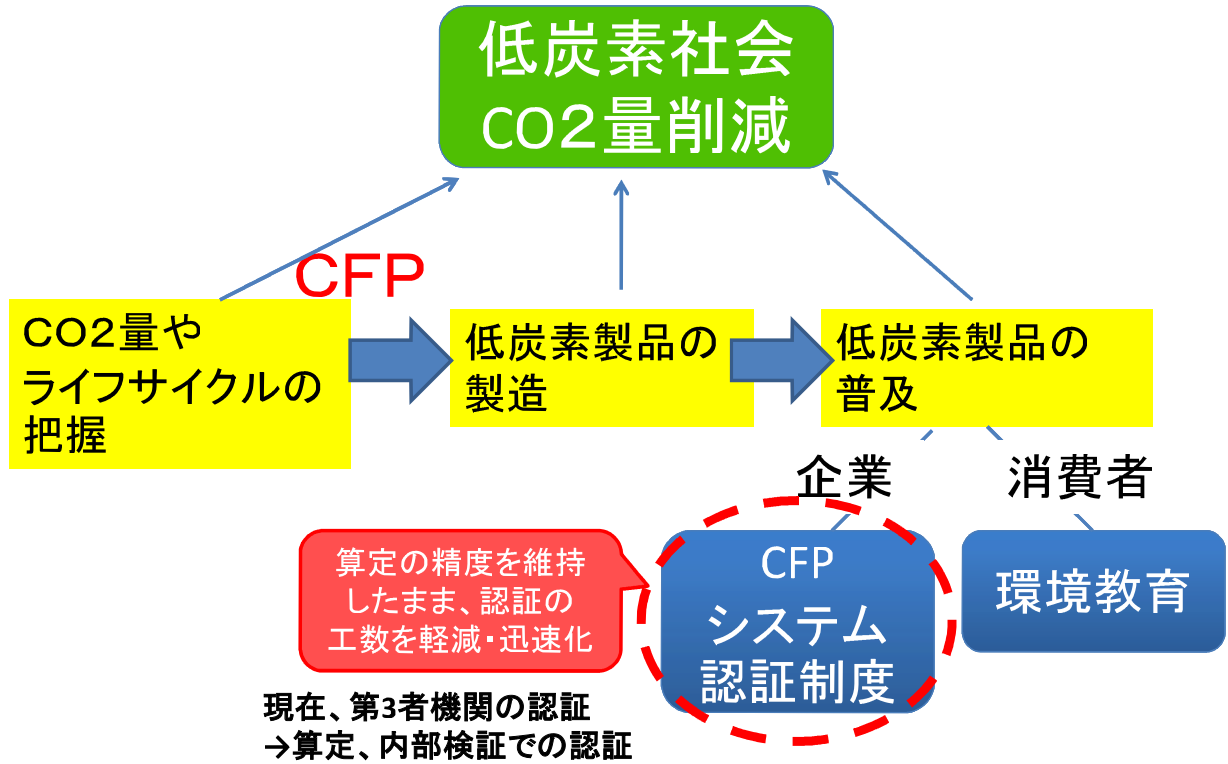 低炭素社会
CO２量削減
CFP
CO2量や
ライフサイクルの
把握
低炭素製品の
製造
低炭素製品の
普及
企業
消費者
算定の精度を維持
したまま、認証の
工数を軽減・迅速化
CFP
システム
認証制度
環境教育
現在、第3者機関の認証
→算定、内部検証での認証